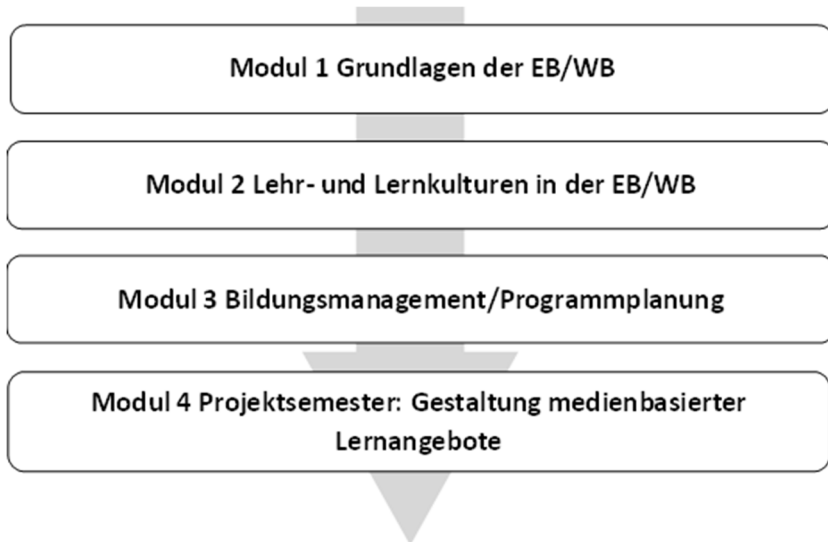 Modul 1 Grundlagen der EB/WB
Modul 2 Lehr- und Lernkulturen in der EB/WB
Modul 3 Bildungsmanagement/Programmplanung
Modul 4 Projektsemester: Gestaltung medienbasierter
Lernangebote